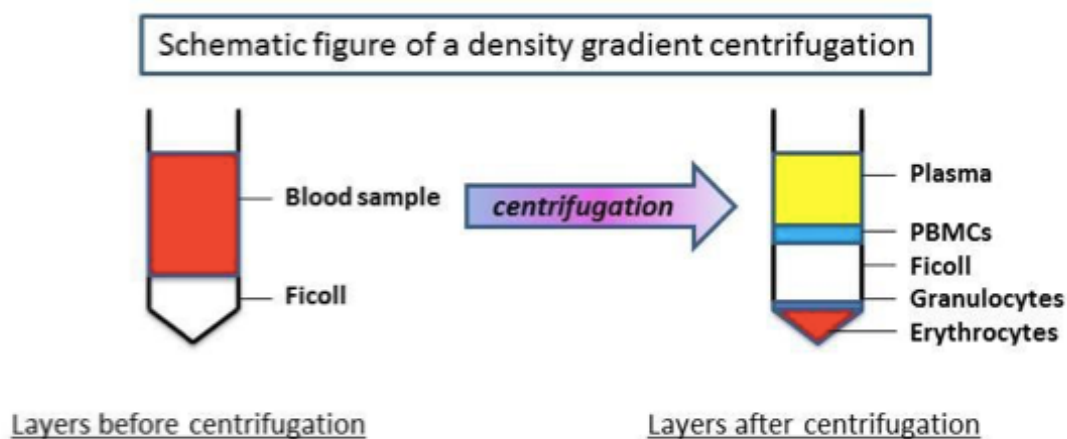 Schematic figure of a density gradient centrifugation
Blood sample
Ficoll
centrifugation
Plasma
PBMCs
Ficoll
Granulocytes
Erythrocytes
Layers before centrifugation
Layers after centrifugation